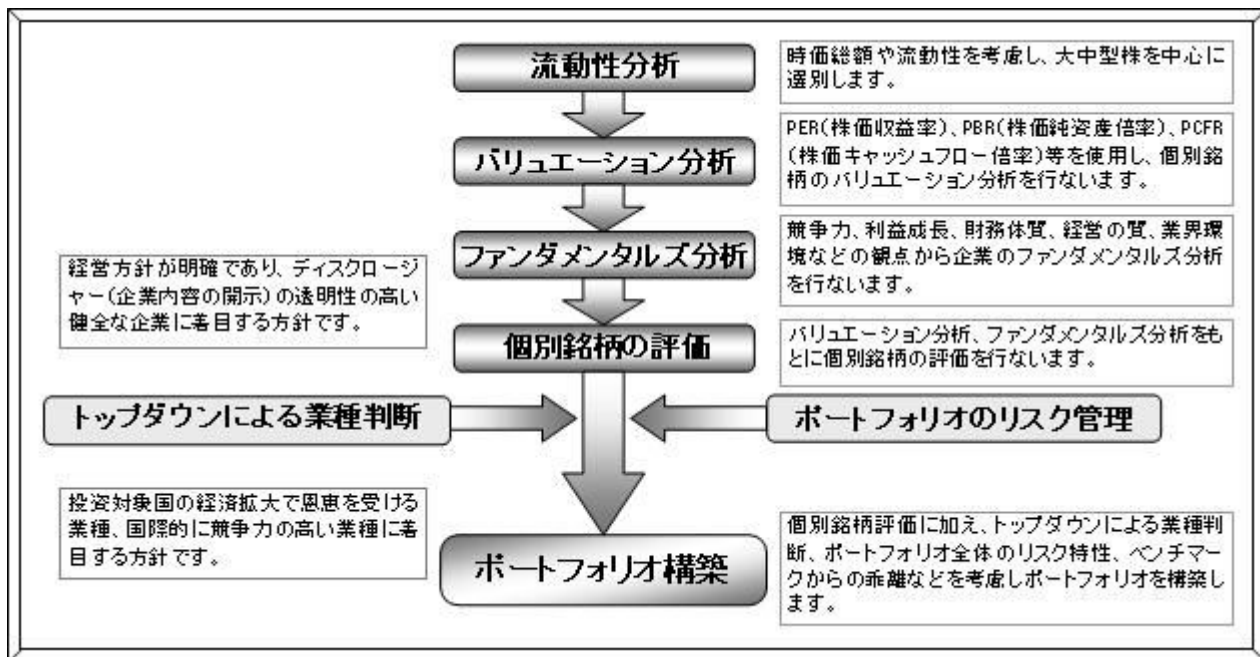 流動性分析
時価総額や流動性を考慮し、大中型株を中心に
選別します。
バリュエーション分析
PER(株価収益率)、PBR(株価純資産倍率)、PCFR
(株価キャッシュフロー倍率)等を使用し、個別銘
柄のバリュエーション分析を行ないます。
ファンダメンタルズ分析
競争力、利益成長、財務体質、経営の質、業界環
境などの観点から企業のファンダメンタルズ分析
を行ないます。
経営方針が明確であり、ディスクロージ
ャー(企業内容の開示)の透明性の高い
健全な企業に着目する方針です。
個別銘柄の評価
バリュエーション分析、ファンダメンタルズ分析をも
とに個別銘柄の評価を行ないます。
トップダウンによる業種判断
ポートフォリオのリスク管理
投資対象国の経済拡大で恩恵を受ける
業種、国際的に競争力の高い業種に着
目する方針です。
ポートフォリオ構築
個別銘柄評価に加え、トップダウンによる業種判
断、ポートフォリオ全体のリスク特性、ベンチマー
クからの乖離などを考慮しポートフォリオを構築し
ます。